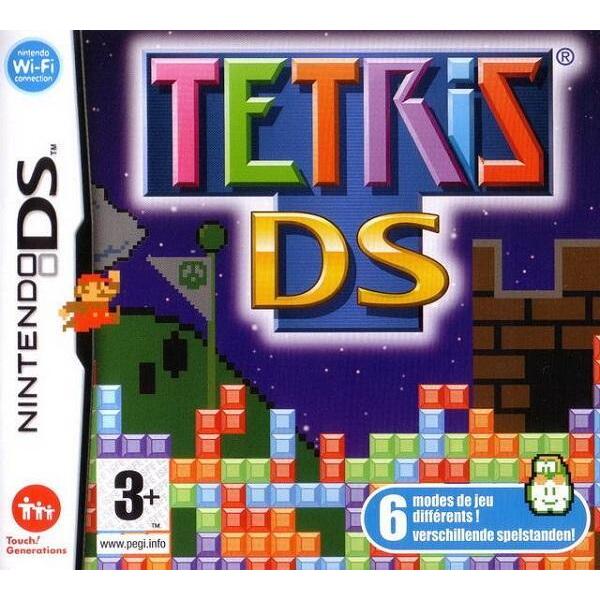 nintendo
Wi-Fi
connection
TETRiS®
DS
NINTENDO DS™
3+
™
www.pegi.info
Touch!
Generations
6 modes de jeu
différents !
verschillende spelstanden!